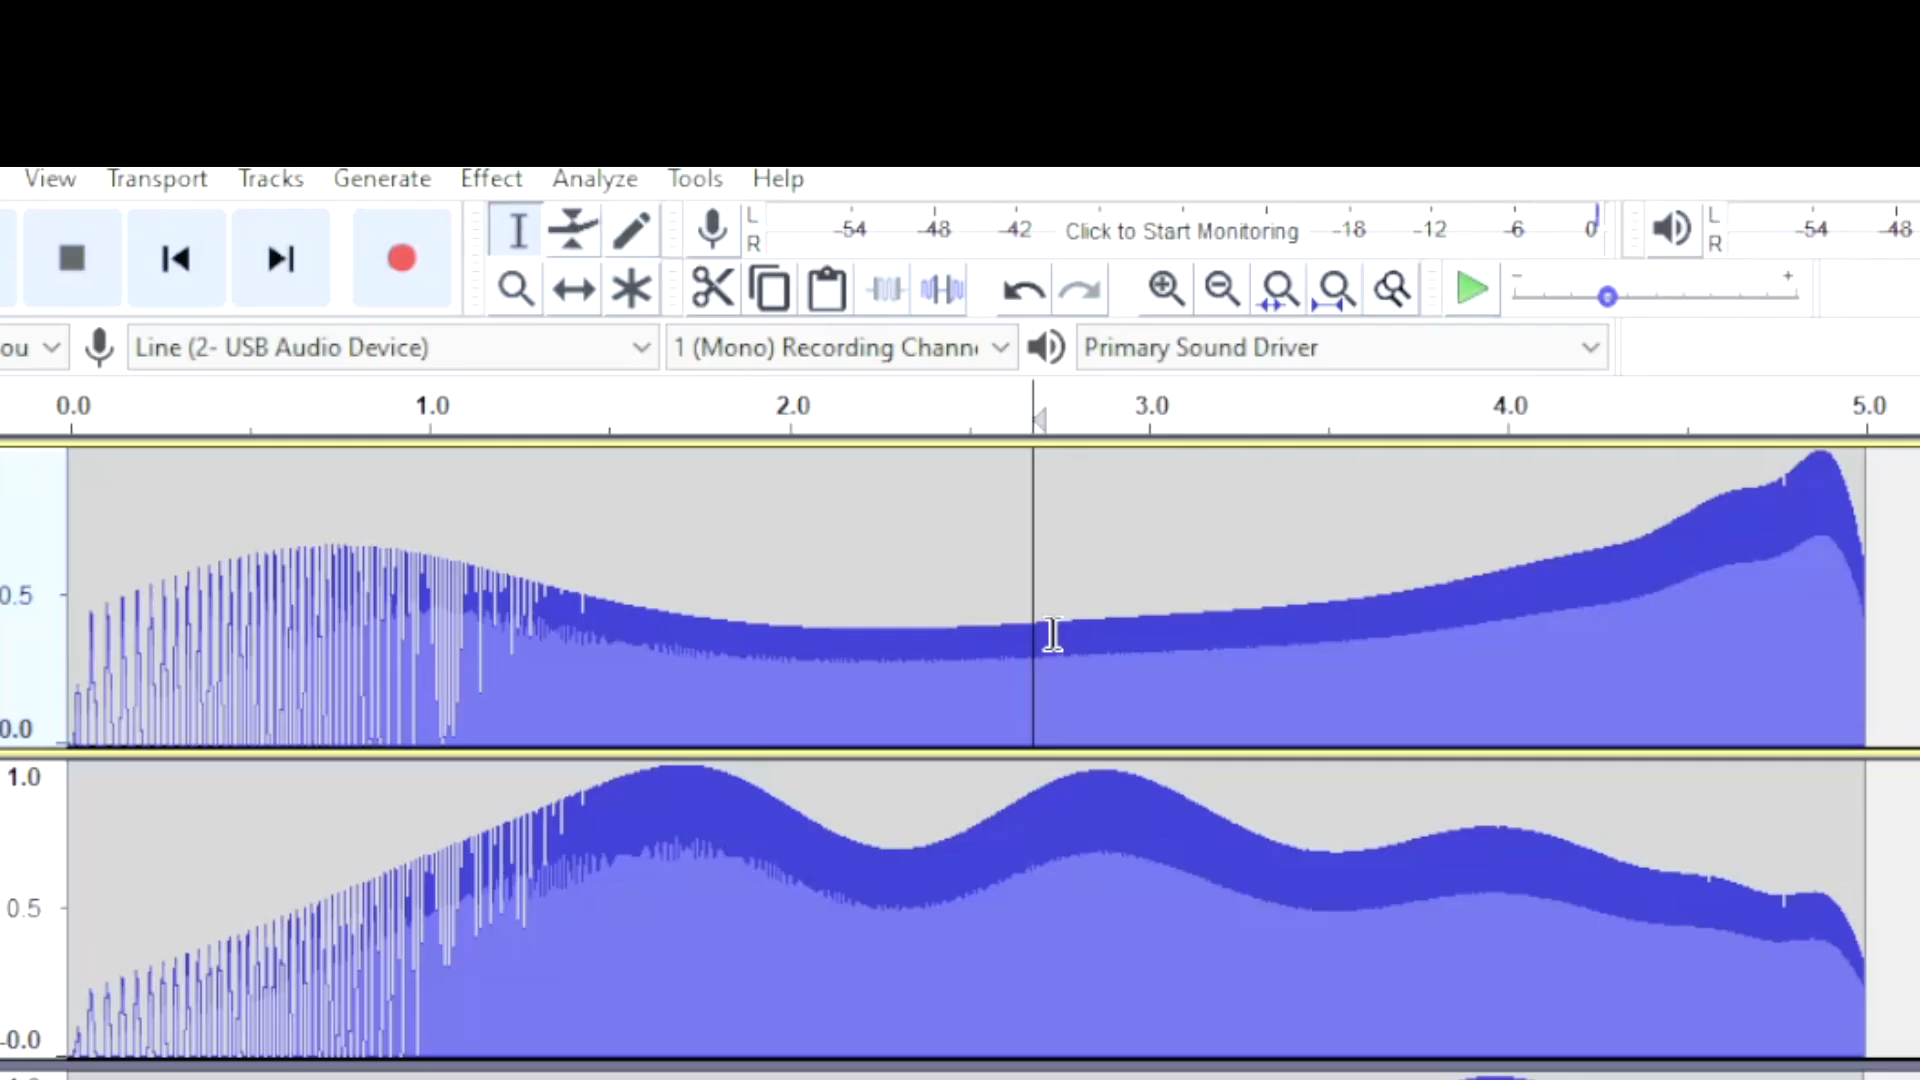 View Transport Tracks Generate Effect Analyze Tools Help
L -54 -48 -42 Click to Start Monitoring -18 -12 -6 0 L -54 -48
R R
ou Line (2- USB Audio Device) 1 (Mono) Recording Chann Primary Sound Driver
0.0 1.0 2.0 3.0 4.0 5.0
0.5
0.0
1.0
0.5
-0.0